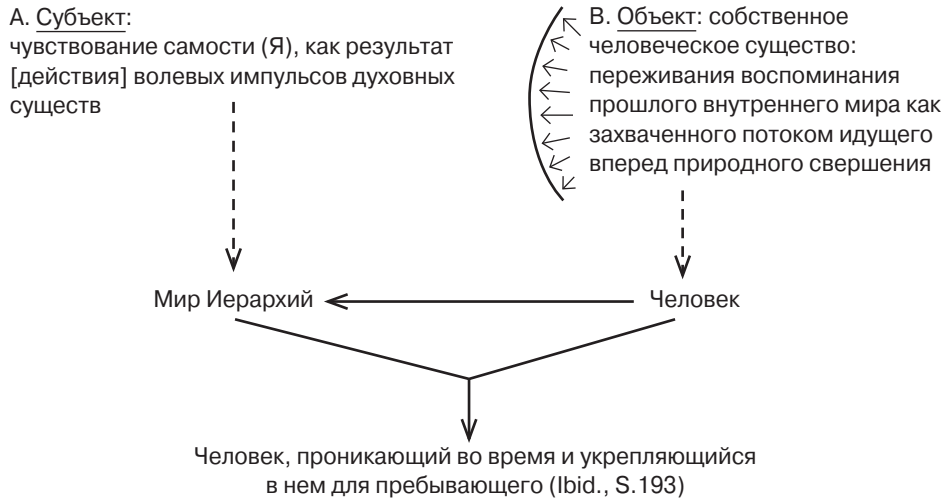 А. Субъект:
чувствование самости (Я), как результат
[действия] волевых импульсов духовных
существ
В. Объект: собственное
человеческое существо:
переживания воспоминания
прошлого внутреннего мира как
захваченного потоком идущего
вперед природного свершения
Мир Иерархий
Человек
Человек, проникающий во время и укрепляющийся
в нем для пребывающего (Ibid., S.193)